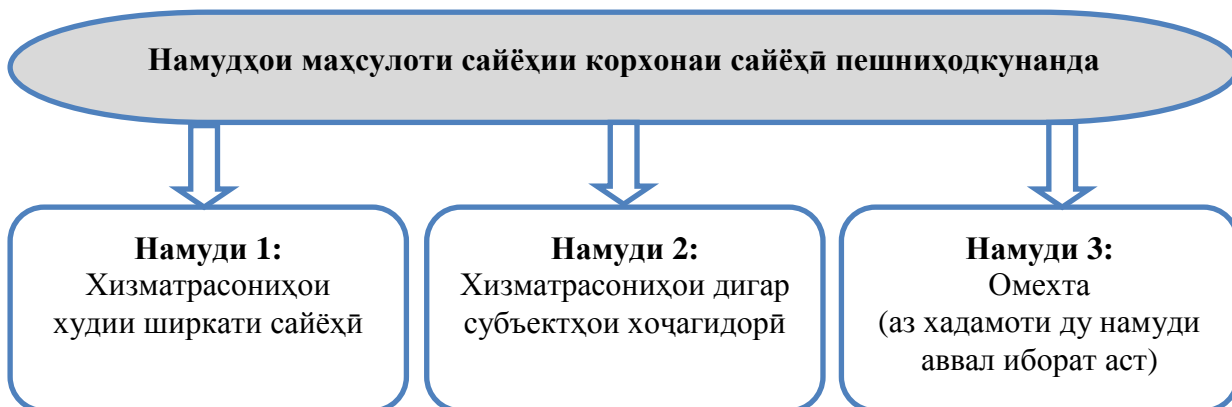 Намудҳои маҳсулоти сайёҳии корхонаи сайёҳӣ пешниҳодкунанда
Намуди 1:
Хизматрасониҳои
худии ширкати сайёҳӣ
Намуди 2:
Хизматрасониҳои дигар
субъектҳои хоҷагидорӣ
Намуди 3:
Омехта
(аз хадамоти ду намуди
аввал иборат аст)